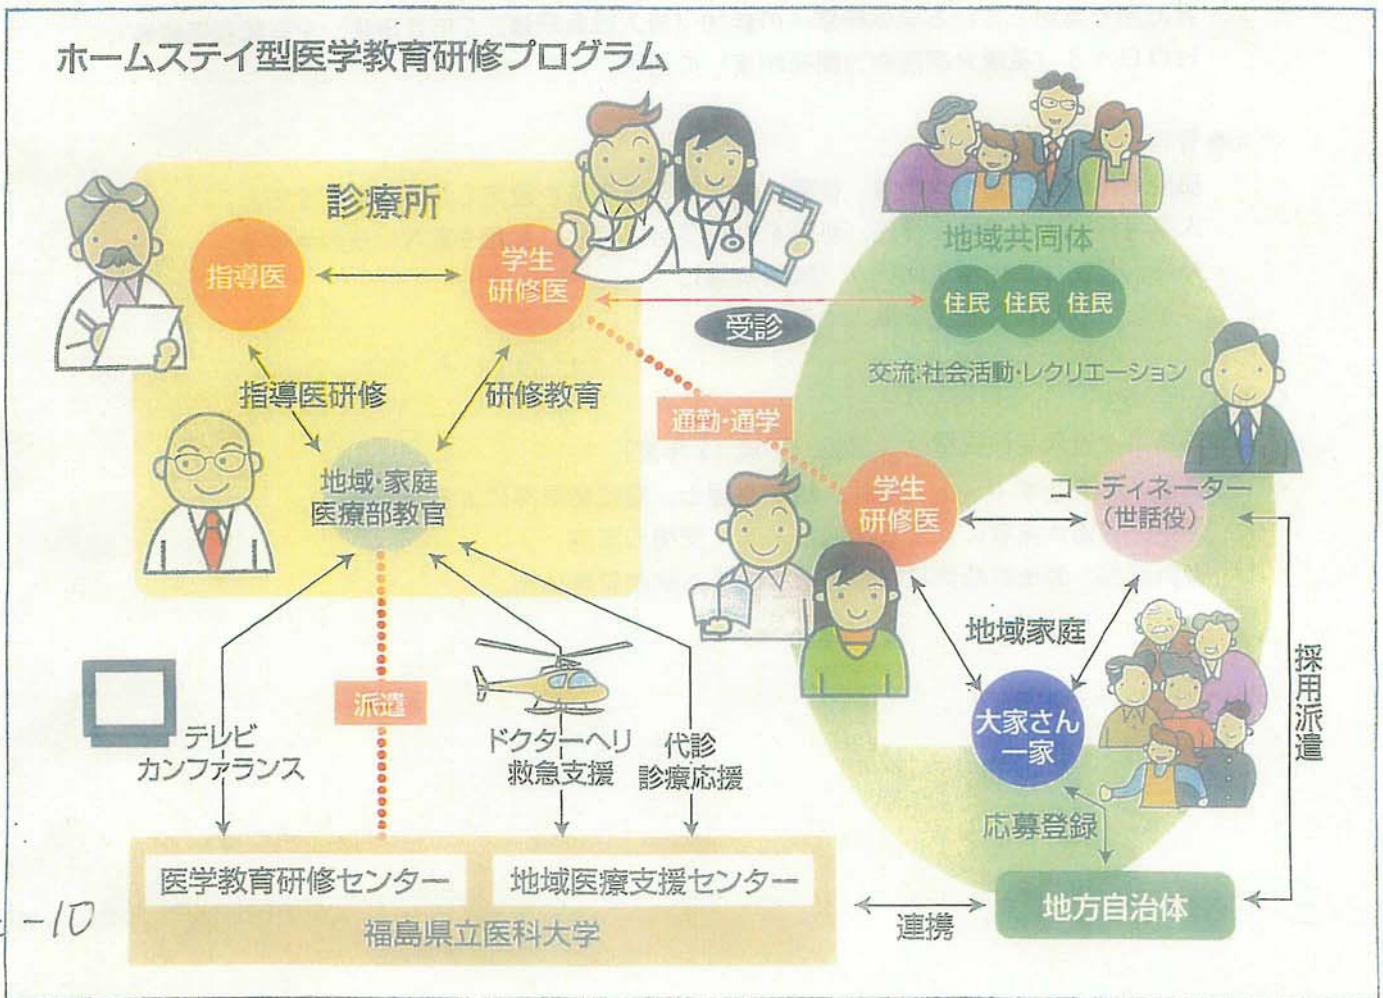 ホームステイ型医学教育研修プログラム
診療所
指導医
学生
研修医
指導医研修
研修教育
地域・家庭
医療部教官
受診
通勤・通学
地域共同体
住民 住民 住民
交流:社会活動・レクリエーション
学生
研修医
コーディネーター
(世話役)
地域家庭
大家さん
一家
採用派遣
応募登録
派遣
テレビ
カンファランス
ドクターヘリ
救急支援
代診
診療応援
医学教育研修センター
地域医療支援センター
福島県立医科大学
連携
地方自治体
-10